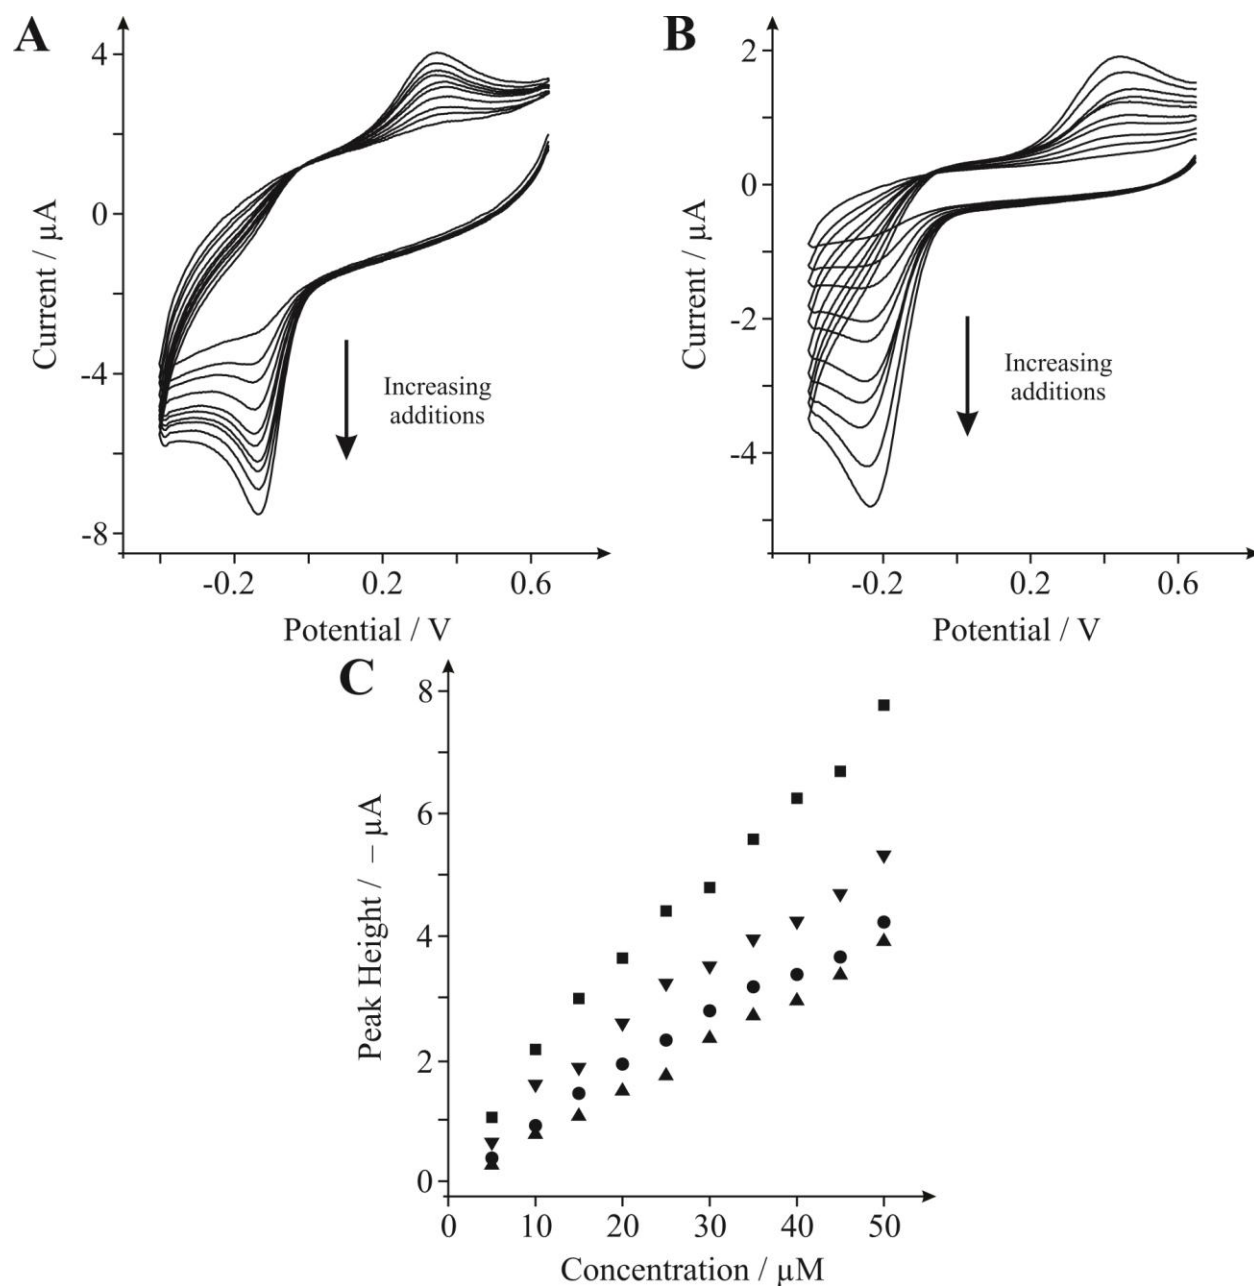 A
4
0
-4
-8
Current / µA
Increasing
additions
-0.2
0.2
0.6
Potential / V
B
2
0
-2
-4
Current / µA
Increasing
additions
-0.2
0.2
0.6
Potential / V
C
8
6
4
2
0
Peak Height / – µA
0
10
20
30
40
50
Concentration / µM